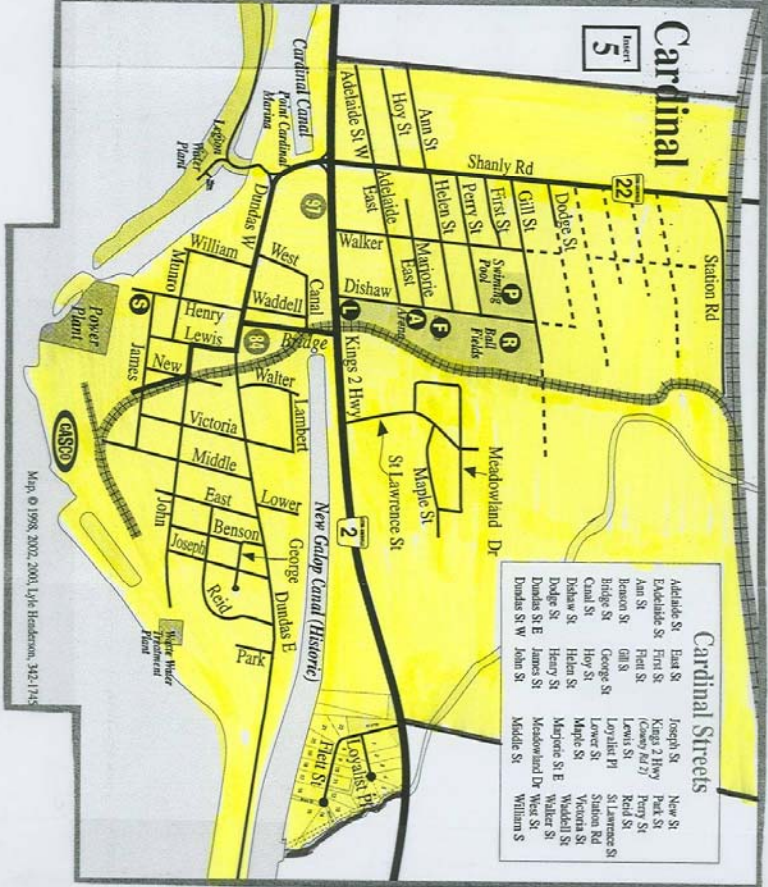 Cardinal
Insert
5
22
Station Rd
Shanly Rd
Dodge St
Gill St
First St
Perry St
Helen St
Ann St
Hoy St
Adelaide St W
Adelaide
East
Marjorie
East
Walker
Dishaw
Swiming
Pool
P
R
Ball
Fields
F
A
Arena
L
Kings 2 Hwy
2
Meadowland Dr
Maple St
St Lawrence St
Cardinal Canal
Point Cardinal
Marina
Legion
Water
Plant
97
Dundas W
West
Canal
William
Waddell
Munro
Henry
Lewis
84
Bridge
S
James
New
Walter
Lambert
Victoria
Middle
East
Lower
John
Benson
Joseph
George
Reid
Dundas E
Park
New Galop Canal (Historic)
Power
Plant
CASCO
Waste Water
Treatment
Plant
Flett St
Loyalist Pl
Cardinal Streets
Adelaide St East St Joseph St New St
EAdelaide St First St Kings 2 Hwy Park St
Ann St Flett St (County Rd 2) Perry St
Benson St Gill St Lewis St Reid St
Bridge St George St Loyalist Pl St Lawrence St
Canal St Hoy St Lower St Station Rd
Dishaw St Helen St Maple St Victoria St
Dodge St Henry St Marjorie St E Waddell St
Dundas St E James St Meadowland Dr Walker St
Dundas St W John St Middle St West St
William S
Map, © 1998, 2002, 2003, Lyle Henderson, 342-1745